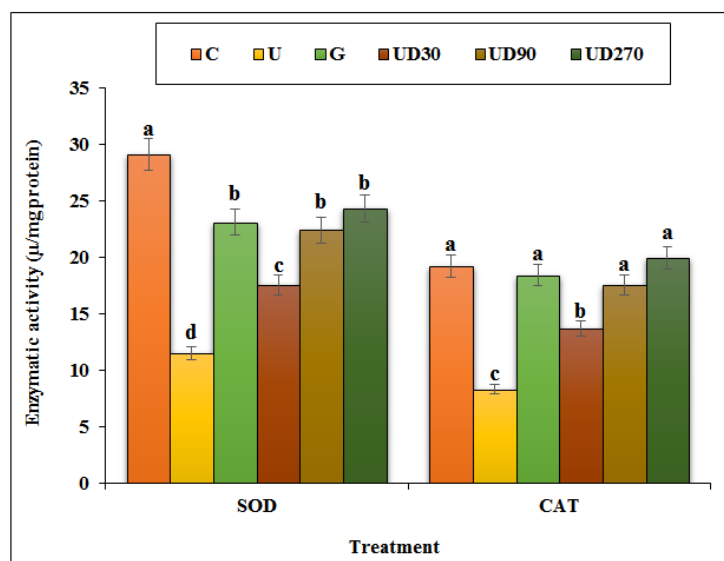 C U G UD30 UD90 UD270
Enzymatic activity (μ/mgprotein)
35
30
25
20
15
10
5
0
a
d
b
c
b
b
a
c
a
b
a
a
SOD CAT
Treatment